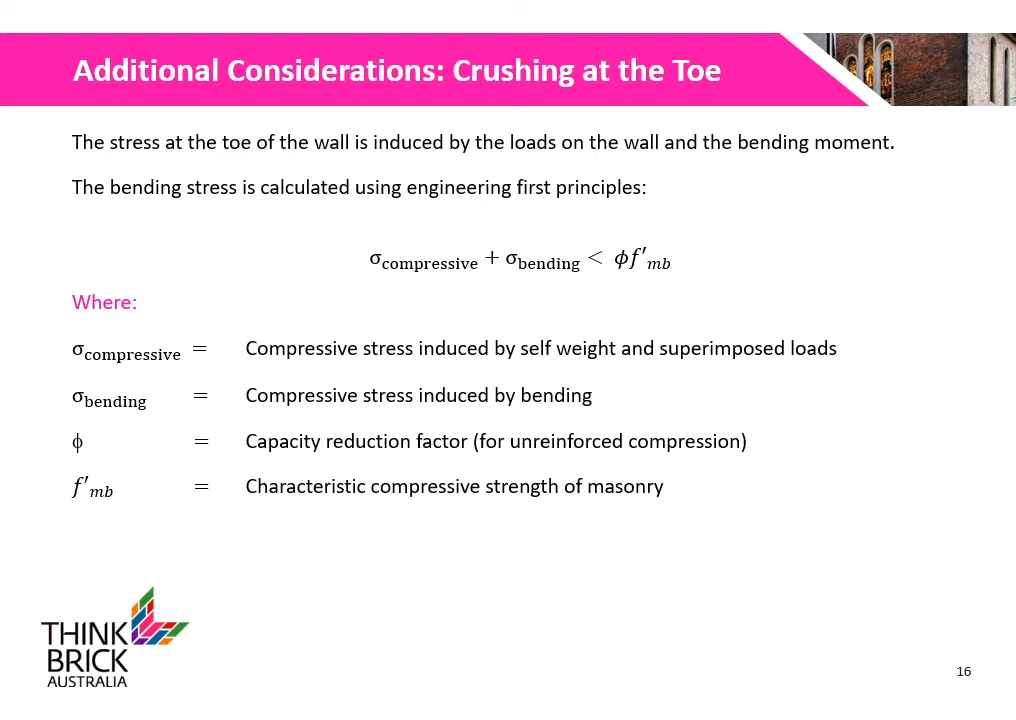 Additional Considerations: Crushing at the Toe
The stress at the toe of the wall is induced by the loads on the wall and the bending moment.
The bending stress is calculated using engineering first principles:
σcompressive + σbending < ϕf′mb
Where:
σcompressive = Compressive stress induced by self weight and superimposed loads
σbending = Compressive stress induced by bending
ϕ = Capacity reduction factor (for unreinforced compression)
f′mb = Characteristic compressive strength of masonry
THINK
BRICK
AUSTRALIA
16